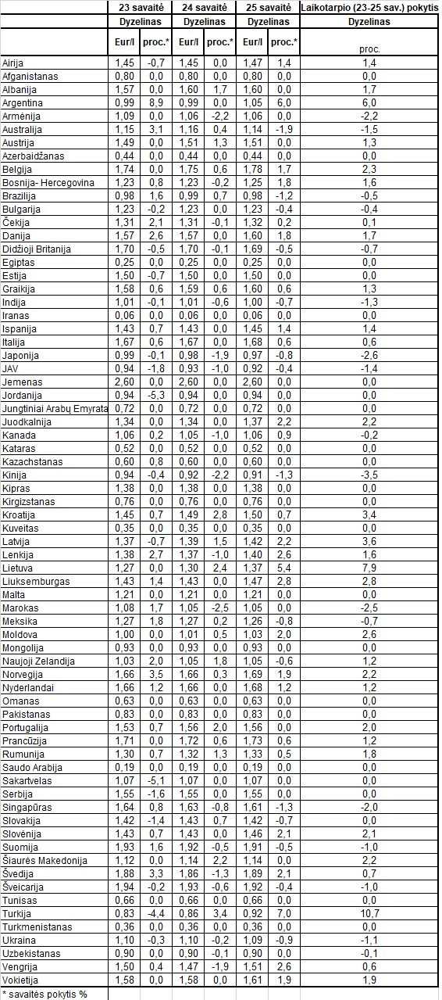 23 savaitė 24 savaitė 25 savaitė Laikotarpio (23-25 sav.) pokytis
Dyzelinas Dyzelinas Dyzelinas Dyzelinas
Eur/l proc.* Eur/l proc.* Eur/l proc.* proc.
Airija 1,45 -0,7 1,45 0,0 1,47 1,4 1,4
Afganistanas 0,80 0,0 0,80 0,0 0,80 0,0 0,0
Albanija 1,57 0,0 1,60 1,7 1,60 0,0 1,7
Argentina 0,99 8,9 0,99 0,0 1,05 6,0 6,0
Armėnija 1,09 0,0 1,06 -2,2 1,06 0,0 -2,2
Australija 1,15 3,1 1,16 0,4 1,14 -1,9 -1,5
Austrija 1,49 0,0 1,51 1,3 1,51 0,0 1,3
Azerbaidžanas 0,44 0,0 0,44 0,0 0,44 0,0 0,0
Belgija 1,74 0,0 1,75 0,6 1,78 1,7 2,3
Bosnija- Hercegovina 1,23 0,8 1,23 -0,2 1,25 1,8 1,6
Brazilija 0,98 1,6 0,99 0,7 0,98 -1,2 -0,5
Bulgarija 1,23 -0,2 1,23 0,0 1,23 -0,4 -0,4
Čekija 1,31 2,1 1,31 -0,1 1,32 0,2 0,1
Danija 1,57 2,6 1,57 0,0 1,60 1,8 1,7
Didžioji Britanija 1,70 -0,5 1,70 -0,1 1,69 -0,5 -0,7
Egiptas 0,25 0,0 0,25 0,0 0,25 0,0 0,0
Estija 1,50 -0,7 1,50 0,0 1,50 0,0 0,0
Graikija 1,58 0,6 1,59 0,6 1,60 0,6 1,3
Indija 1,01 -0,1 1,01 -0,6 1,00 -0,7 -1,3
Iranas 0,06 0,0 0,06 0,0 0,06 0,0 0,0
Ispanija 1,43 0,7 1,43 0,0 1,45 1,4 1,4
Italija 1,67 0,6 1,67 0,0 1,68 0,6 0,6
Japonija 0,99 -0,1 0,98 -1,9 0,97 -0,8 -2,6
JAV 0,94 -1,8 0,93 -1,0 0,92 -0,4 -1,4
Jemenas 2,60 0,0 2,60 0,0 2,60 0,0 0,0
Jordanija 0,94 -5,3 0,94 0,0 0,94 0,0 0,0
Jungtiniai Arabų Emyrata 0,72 0,0 0,72 0,0 0,72 0,0 0,0
Juodkalnija 1,34 0,0 1,34 0,0 1,37 2,2 2,2
Kanada 1,06 0,2 1,05 -1,0 1,06 0,9 -0,2
Kataras 0,52 0,0 0,52 0,0 0,52 0,0 0,0
Kazachstanas 0,60 0,8 0,60 0,0 0,60 0,0 0,0
Kinija 0,94 -0,4 0,92 -2,2 0,91 -1,3 -3,5
Kipras 1,38 0,0 1,38 0,0 1,38 0,0 0,0
Kirgizstanas 0,76 0,0 0,76 0,0 0,76 0,0 0,0
Kroatija 1,45 0,7 1,49 2,8 1,50 0,7 3,4
Kuveitas 0,35 0,0 0,35 0,0 0,35 0,0 0,0
Latvija 1,37 -0,7 1,39 1,5 1,42 2,2 3,6
Lenkija 1,38 2,7 1,37 -1,0 1,40 2,6 1,6
Lietuva 1,27 0,0 1,30 2,4 1,37 5,4 7,9
Liuksemburgas 1,43 1,4 1,43 0,0 1,47 2,8 2,8
Malta 1,21 0,0 1,21 0,0 1,21 0,0 0,0
Marokas 1,08 1,7 1,05 -2,5 1,05 0,0 -2,5
Meksika 1,27 1,8 1,27 0,2 1,26 -0,8 -0,7
Moldova 1,00 0,0 1,01 0,5 1,03 2,0 2,6
Mongolija 0,93 0,0 0,93 0,0 0,93 0,0 0,0
Naujoji Zelandija 1,03 2,0 1,05 1,8 1,05 -0,6 1,2
Norvegija 1,66 3,5 1,66 0,3 1,69 1,9 2,2
Nyderlandai 1,66 1,2 1,66 0,0 1,68 1,2 1,2
Omanas 0,63 0,0 0,63 0,0 0,63 0,0 0,0
Pakistanas 0,83 0,0 0,83 0,0 0,83 0,0 0,0
Portugalija 1,53 0,7 1,56 2,0 1,56 0,0 2,0
Prancūzija 1,71 0,0 1,72 0,6 1,73 0,6 1,2
Rumunija 1,30 0,7 1,32 1,3 1,33 0,5 1,8
Saudo Arabija 0,19 0,0 0,19 0,0 0,19 0,0 0,0
Sakartvelas 1,07 -5,1 1,07 0,0 1,07 0,0 0,0
Serbija 1,55 -1,6 1,55 0,0 1,55 0,0 0,0
Singapūras 1,64 0,8 1,63 -0,8 1,61 -1,3 -2,0
Slovakija 1,42 -1,4 1,43 0,7 1,42 -0,7 0,0
Slovėnija 1,43 0,7 1,43 0,0 1,46 2,1 2,1
Suomija 1,93 1,6 1,92 -0,5 1,91 -0,5 -1,0
Šiaurės Makedonija 1,12 0,0 1,14 2,2 1,14 0,0 2,2
Švedija 1,88 3,3 1,86 -1,3 1,89 2,1 0,7
Šveicarija 1,94 -0,2 1,93 -0,6 1,92 -0,4 -1,0
Tunisas 0,66 0,0 0,66 0,0 0,66 0,0 0,0
Turkija 0,83 -4,4 0,86 3,4 0,92 7,0 10,7
Turkmenistanas 0,36 0,0 0,36 0,0 0,36 0,0 0,0
Ukraina 1,10 -0,3 1,10 -0,2 1,09 -0,9 -1,1
Uzbekistanas 0,90 0,0 0,90 -0,1 0,90 0,0 -0,1
Vengrija 1,50 0,4 1,47 -1,9 1,51 2,6 0,6
Vokietija 1,58 0,0 1,58 0,0 1,61 1,9 1,9
* savaitės pokytis %